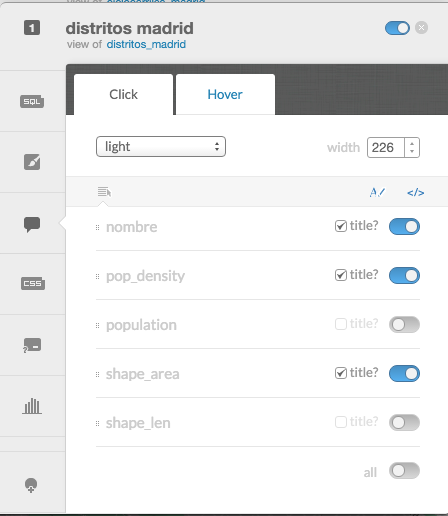 1
distritos madrid
view of distritos_madrid
SQL
CSS
Click
Hover
light
width 226
</>
nombre title?
pop_density title?
population title?
shape_area title?
shape_len title?
all